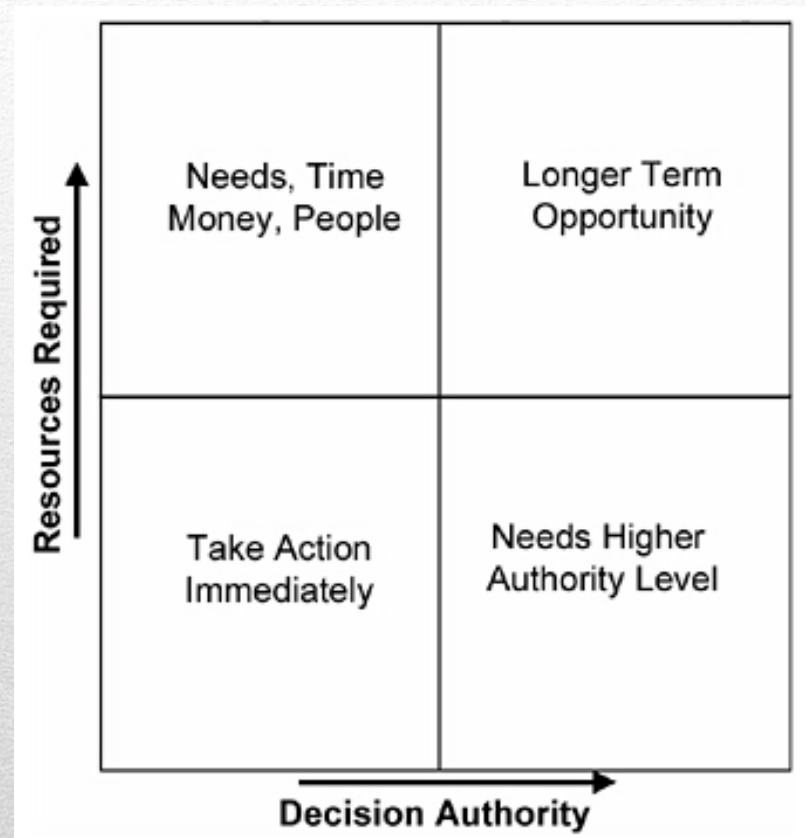 Needs, Time
Money, People
Longer Term
Opportunity
Resources Required
Take Action
Immediately
Needs Higher
Authority Level
Decision Authority